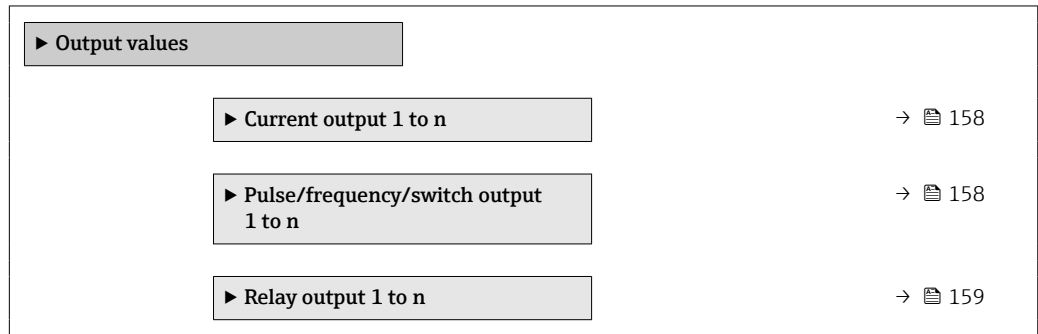 ▶ Output values
▶ Current output 1 to n → 158
▶ Pulse/frequency/switch output
1 to n → 158
▶ Relay output 1 to n → 159